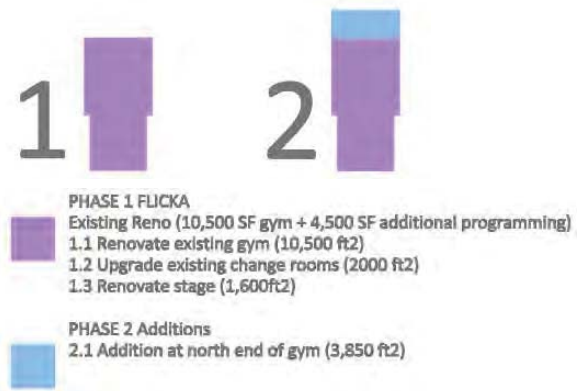 1
2
PHASE 1 FLICKA
Existing Reno (10,500 SF gym + 4,500 SF additional programming)
1.1 Renovate existing gym (10,500 ft2)
1.2 Upgrade existing change rooms (2000 ft2)
1.3 Renovate stage (1,600ft2)
PHASE 2 Additions
2.1 Addition at north end of gym (3,850 ft2)